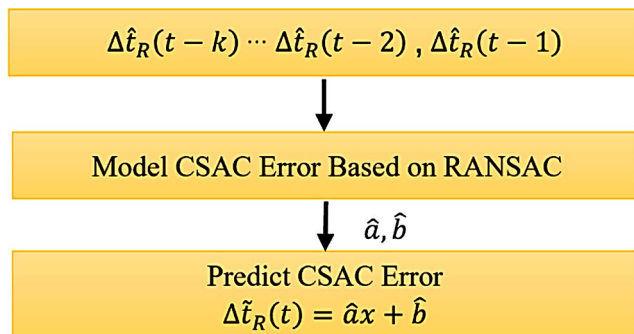 Δt̂_R(t − k) ⋯ Δt̂_R(t − 2) , Δt̂_R(t − 1)
Model CSAC Error Based on RANSAC
â, b̂
Predict CSAC Error
Δt̃_R(t) = âx + b̂